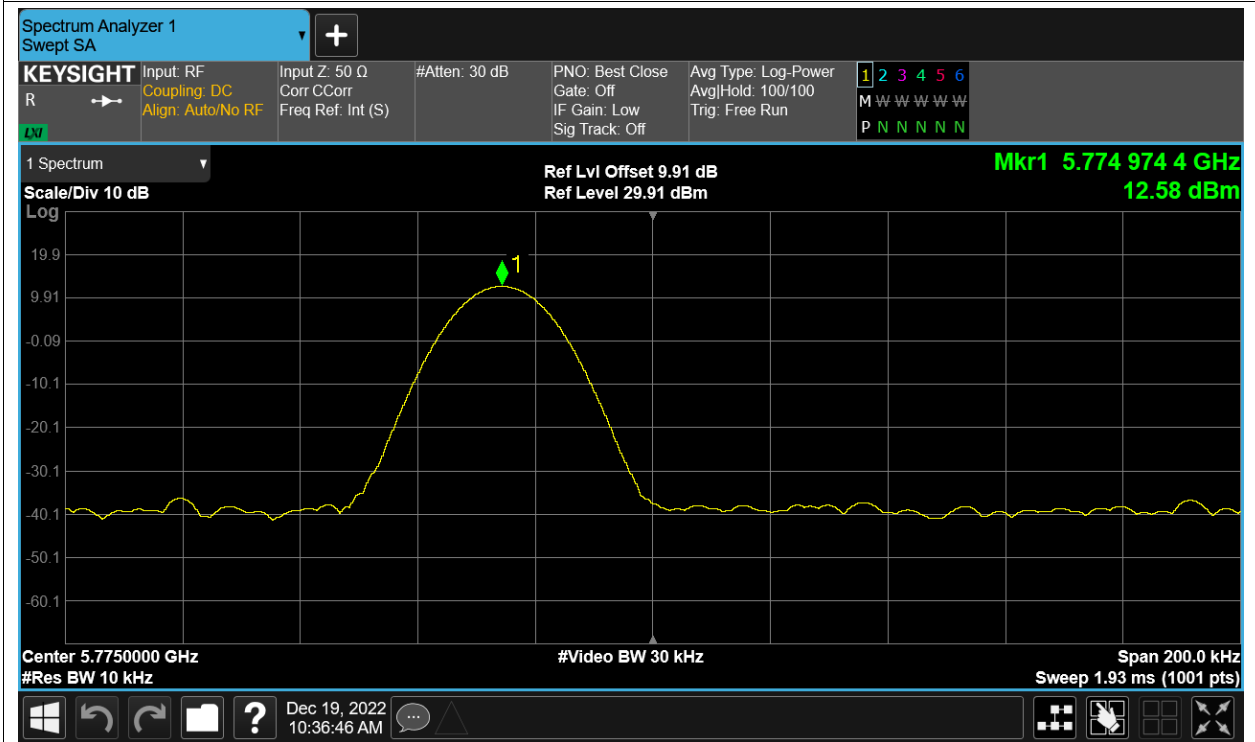 Spectrum Analyzer 1
Swept SA
+
KEYSIGHT
R
LXI
Input: RF
Coupling: DC
Align: Auto/No RF
Input Z: 50 Ω
Corr CCorr
Freq Ref: Int (S)
#Atten: 30 dB
PNO: Best Close
Gate: Off
IF Gain: Low
Sig Track: Off
Avg Type: Log-Power
Avg|Hold: 100/100
Trig: Free Run
1 2 3 4 5 6
M W W W W W
P N N N N N
1 Spectrum
Scale/Div 10 dB
Log
Ref Lvl Offset 9.91 dB
Ref Level 29.91 dBm
Mkr1 5.774 974 4 GHz
12.58 dBm
1
19.9
9.91
-0.09
-10.1
-20.1
-30.1
-40.1
-50.1
-60.1
Center 5.7750000 GHz
#Res BW 10 kHz
#Video BW 30 kHz
Span 200.0 kHz
Sweep 1.93 ms (1001 pts)
?
Dec 19, 2022
10:36:46 AM